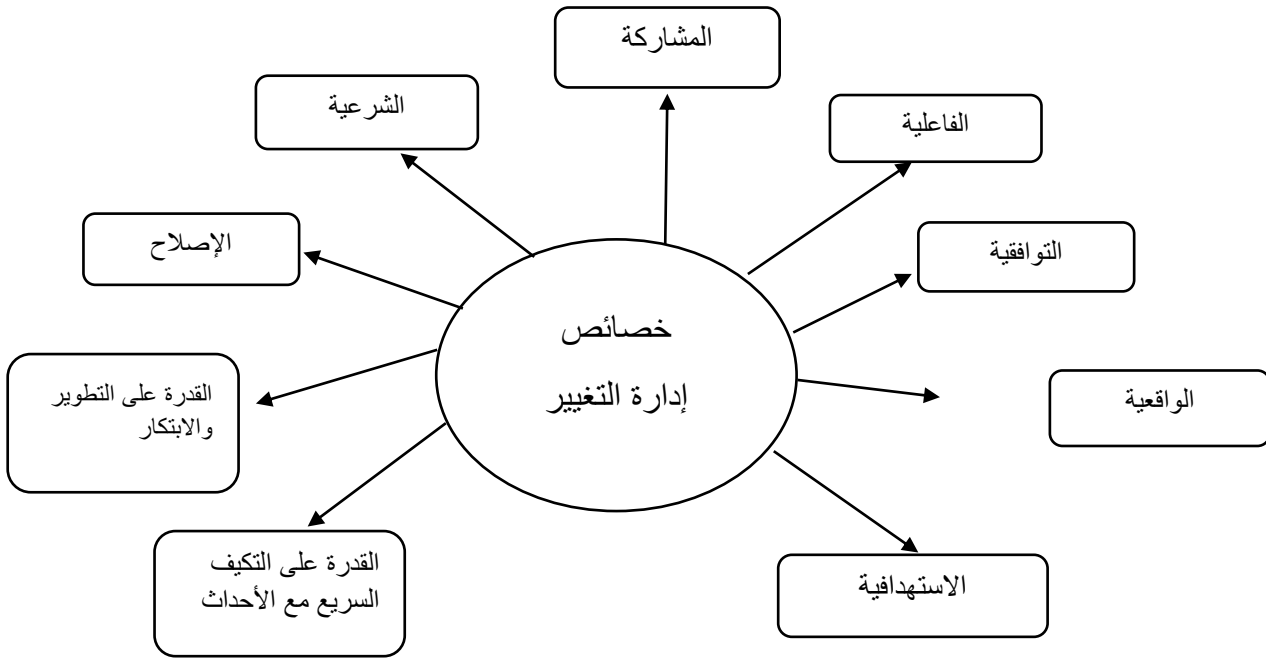 المشاركة
الفاعلية
الشرعية
التوافقية
الإصلاح
خصائص
إدارة التغيير
الواقعية
القدرة على التطوير
والابتكار
الاستهدافية
القدرة على التكيف
السريع مع الأحداث